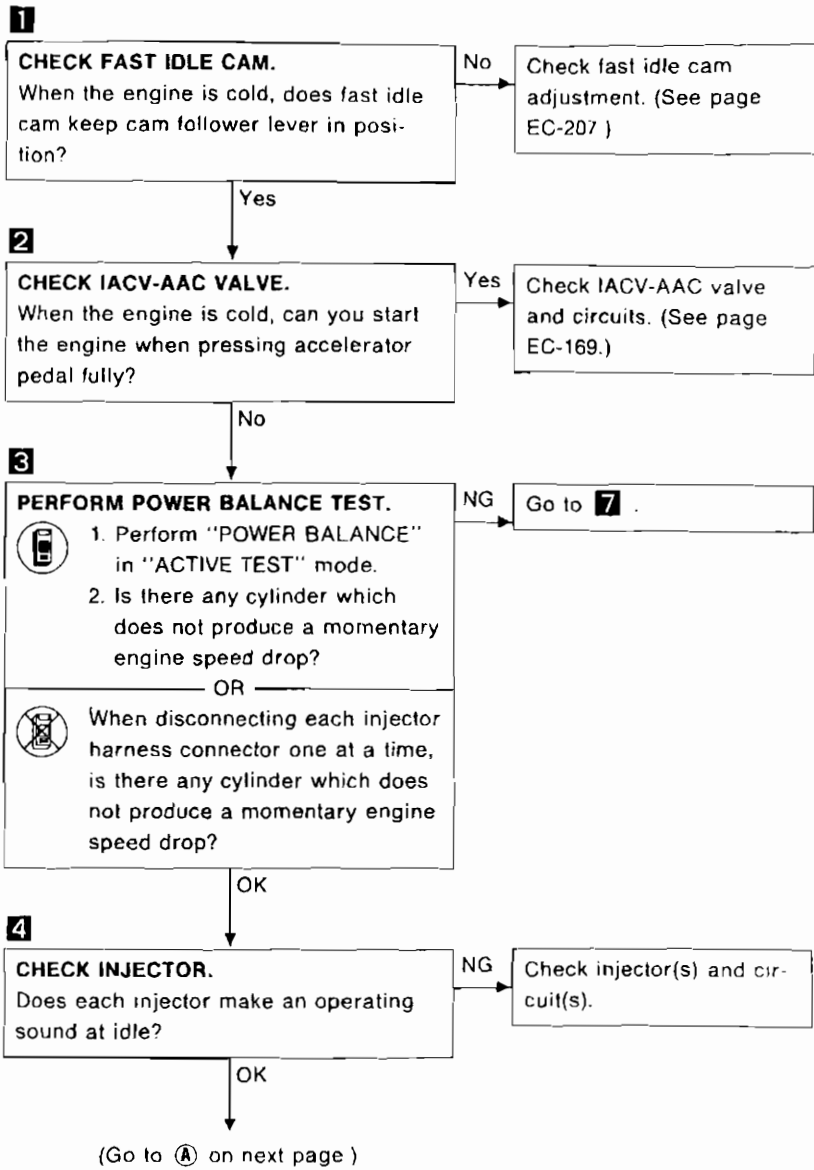 1
CHECK FAST IDLE CAM.
When the engine is cold, does fast idle
cam keep cam follower lever in posi-
tion?
No
Check fast idle cam
adjustment. (See page
EC-207 )
Yes
2
CHECK IACV-AAC VALVE.
When the engine is cold, can you start
the engine when pressing accelerator
pedal fully?
Yes
Check IACV-AAC valve
and circuits. (See page
EC-169.)
No
3
PERFORM POWER BALANCE TEST.
1. Perform "POWER BALANCE"
in "ACTIVE TEST" mode.
2. Is there any cylinder which
does not produce a momentary
engine speed drop?
OR
When disconnecting each injector
harness connector one at a time,
is there any cylinder which does
not produce a momentary engine
speed drop?
NG
Go to 7 .
OK
4
CHECK INJECTOR.
Does each injector make an operating
sound at idle?
NG
Check injector(s) and cir-
cuit(s).
OK
(Go to Ⓐ on next page )